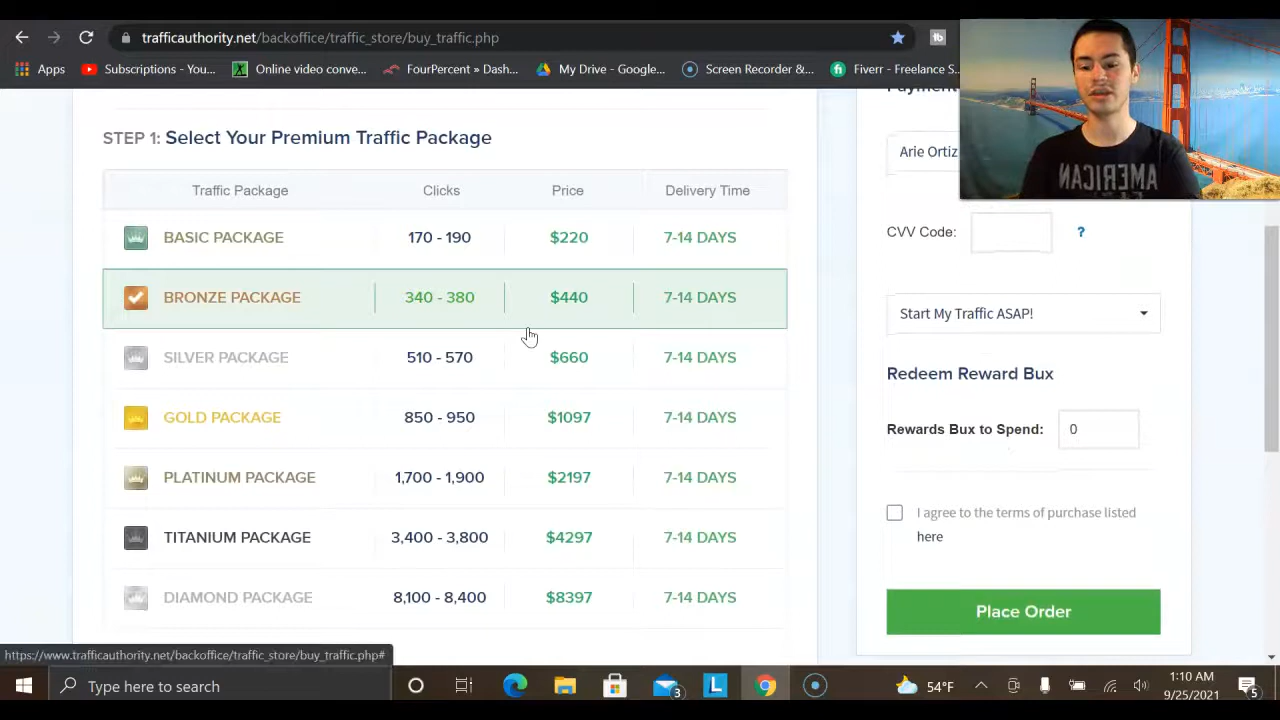 trafficauthority.net/backoffice/traffic_store/buy_traffic.php
Apps
Subscriptions - You...
Online video conve...
FourPercent » Dash...
My Drive - Google...
Screen Recorder &...
Fiverr - Freelance S...
AMERICAN
STEP 1: Select Your Premium Traffic Package
Traffic Package Clicks Price Delivery Time
BASIC PACKAGE 170 - 190 $220 7-14 DAYS
BRONZE PACKAGE 340 - 380 $440 7-14 DAYS
SILVER PACKAGE 510 - 570 $660 7-14 DAYS
GOLD PACKAGE 850 - 950 $1097 7-14 DAYS
PLATINUM PACKAGE 1,700 - 1,900 $2197 7-14 DAYS
TITANIUM PACKAGE 3,400 - 3,800 $4297 7-14 DAYS
DIAMOND PACKAGE 8,100 - 8,400 $8397 7-14 DAYS
Arie Ortiz
CVV Code: ?
Start My Traffic ASAP!
Redeem Reward Bux
Rewards Bux to Spend: 0
I agree to the terms of purchase listed
here
Place Order
https://www.trafficauthority.net/backoffice/traffic_store/buy_traffic.php#
Type here to search
3
L
54°F
1:10 AM
9/25/2021
5